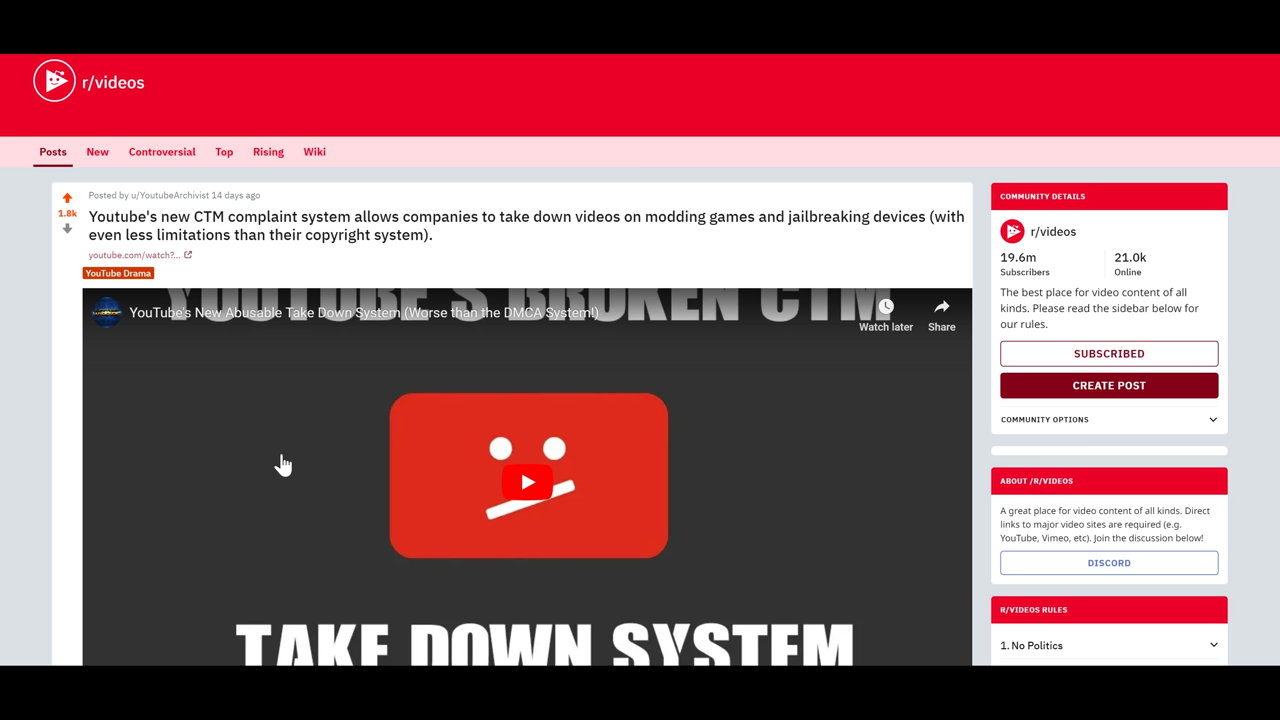 r/videos
Posts New Controversial Top Rising Wiki
Posted by u/YoutubeArchivist 14 days ago
1.8k
Youtube's new CTM complaint system allows companies to take down videos on modding games and jailbreaking devices (with
even less limitations than their copyright system).
youtube.com/watch?...
YouTube Drama
YOUTUBE'S BROKEN CTM
YouTube's New Abusable Take Down System (Worse than the DMCA System!)
Watch later
Share
TAKE DOWN SYSTEM
COMMUNITY DETAILS
r/videos
19.6m 21.0k
Subscribers Online
The best place for video content of all
kinds. Please read the sidebar below for
our rules.
SUBSCRIBED
CREATE POST
COMMUNITY OPTIONS
ABOUT /R/VIDEOS
A great place for video content of all kinds. Direct
links to major video sites are required (e.g.
YouTube, Vimeo, etc). Join the discussion below!
DISCORD
R/VIDEOS RULES
1. No Politics